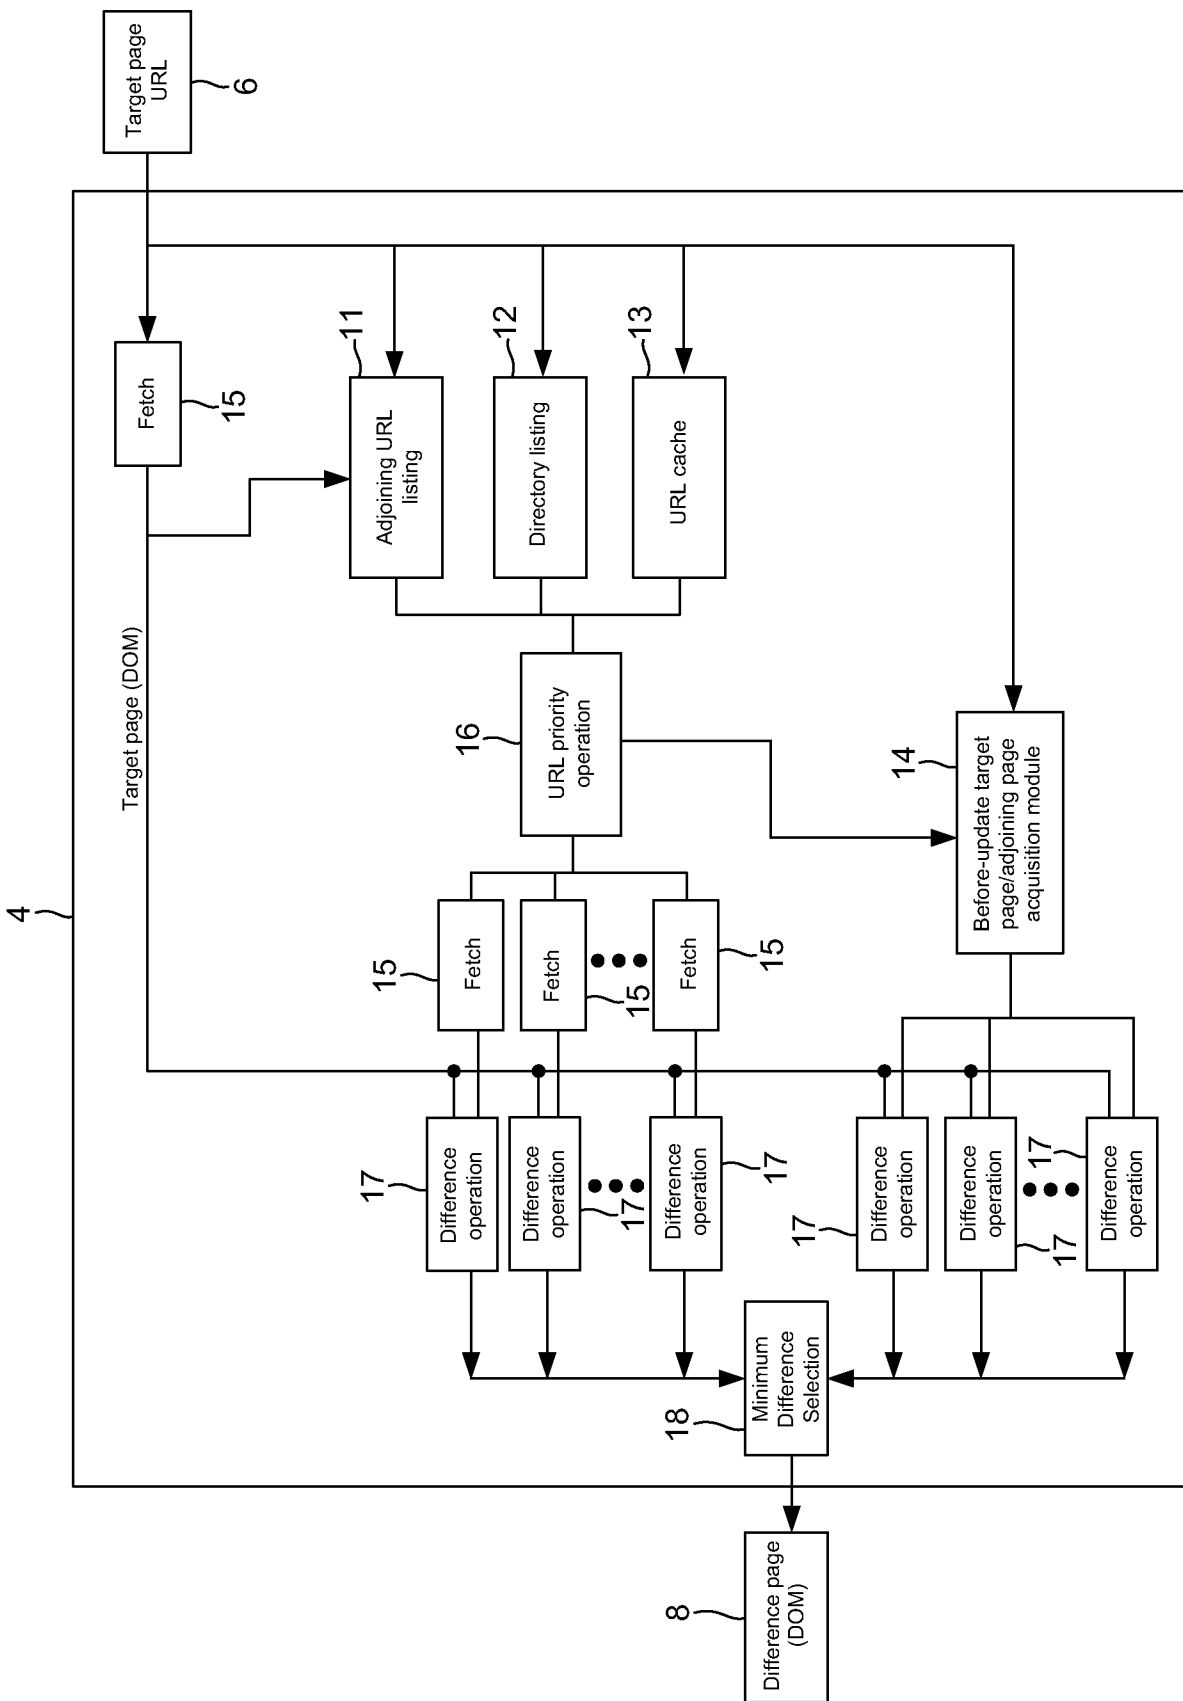 4
Target page
URL
6
Fetch
15
Target page (DOM)
Adjoining URL
listing
11
Directory listing
12
URL cache
13
URL priority
operation
16
Before-update target
page/adjoining page
acquisition module
14
Fetch
15
Fetch
15
Fetch
15
Difference
operation
17
Difference
operation
17
Difference
operation
17
Difference
operation
17
Difference
operation
17
Difference
operation
17
Minimum
Difference
Selection
18
Difference page
(DOM)
8